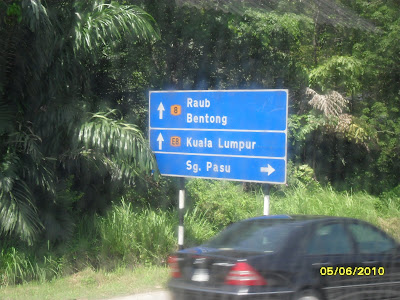 8 Raub
Bentong
E8 Kuala Lumpur
Sg. Pasu
05/06/2010